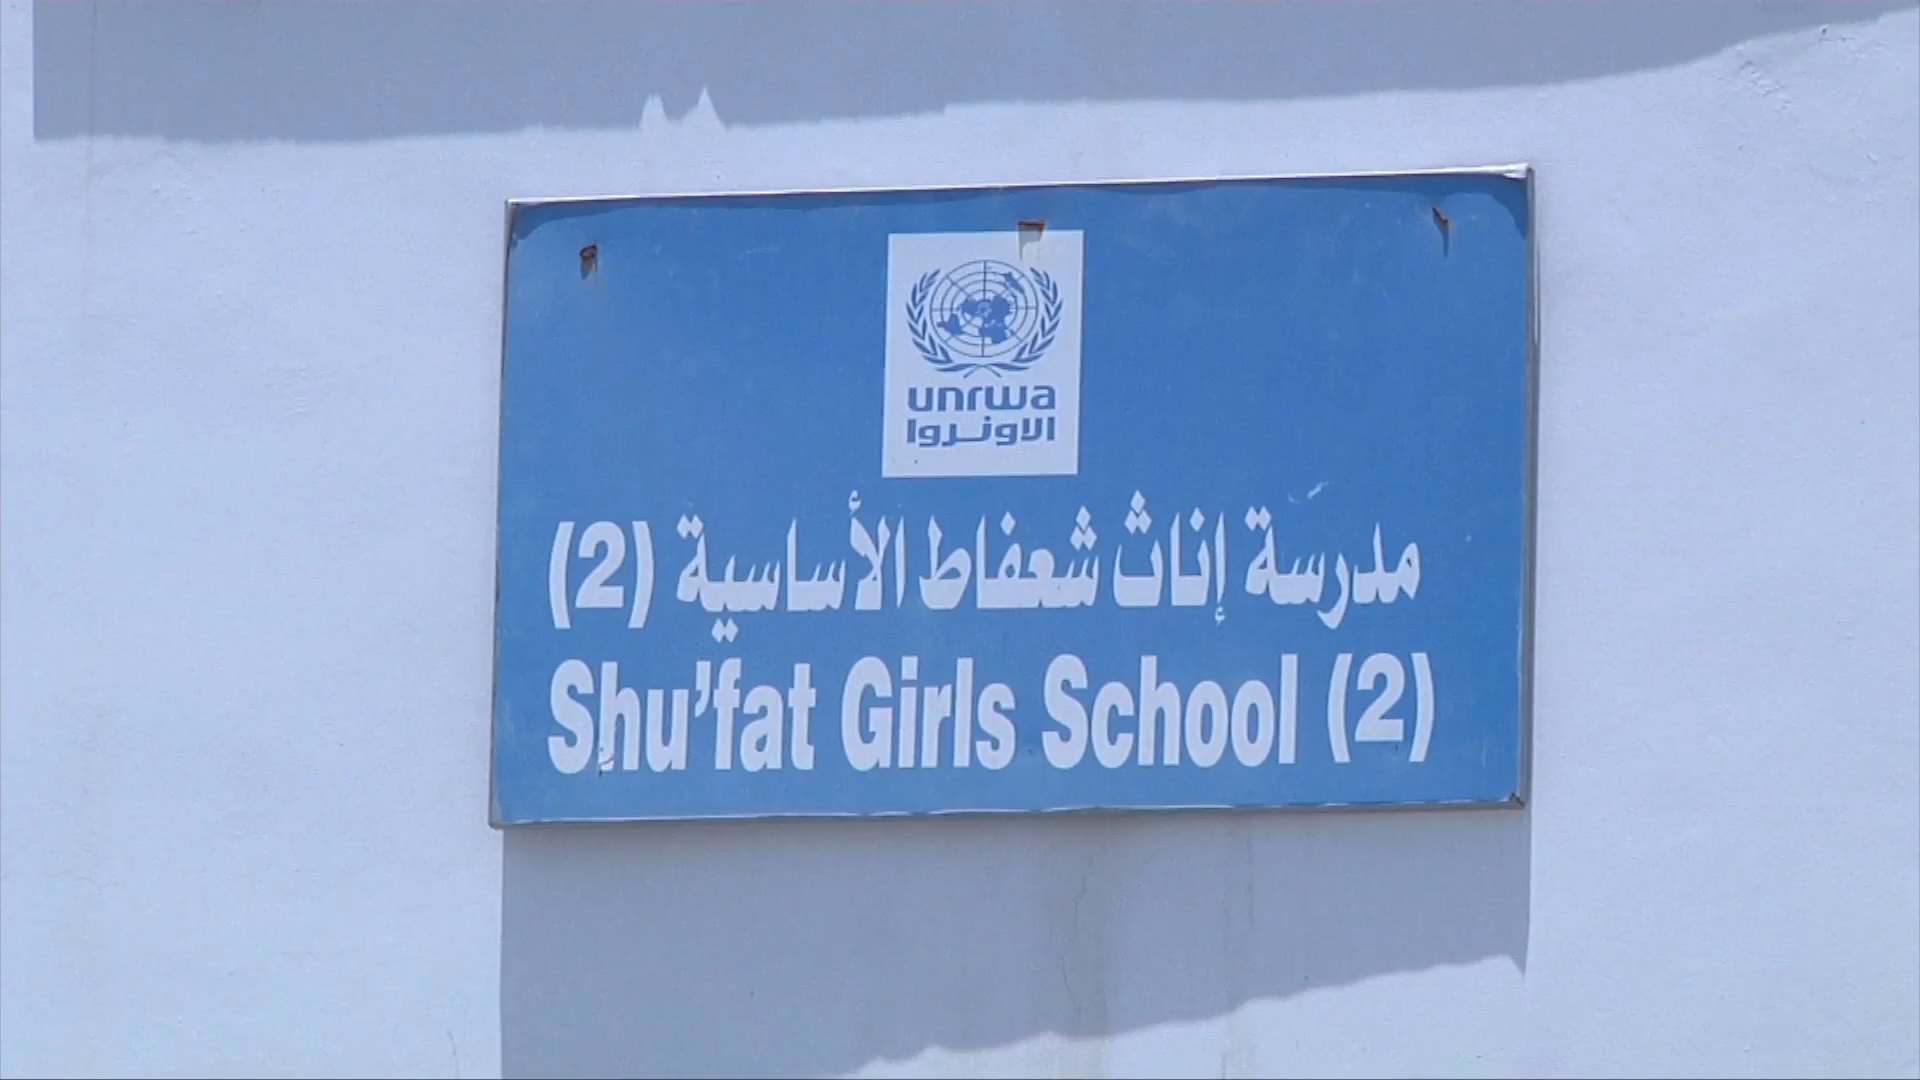 unrwa
الاونروا
مدرسة إناث شعفاط الأساسية (2)
Shu'fat Girls School (2)